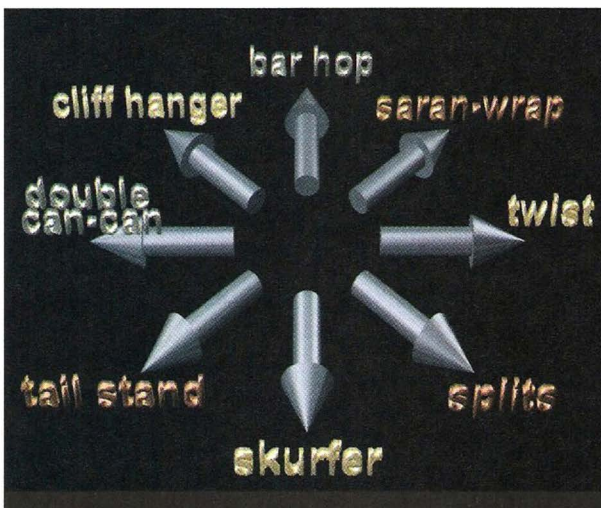 bar hop
cliff hanger
saran-wrap
double
can-can
twist
tail stand
splits
skurfer